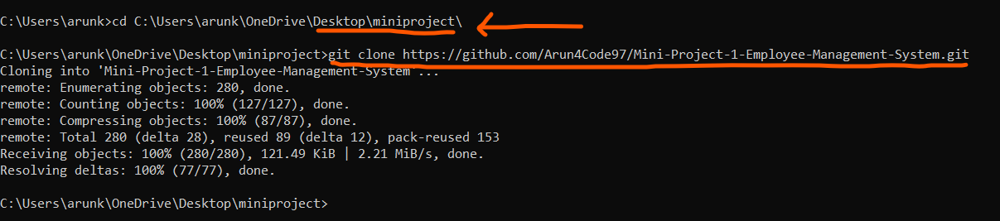 C:\Users\arunk>cd C:\Users\arunk\OneDrive\Desktop\miniproject\
C:\Users\arunk\OneDrive\Desktop\miniproject>git clone https://github.com/Arun4Code97/Mini-Project-1-Employee-Management-System.git
Cloning into 'Mini-Project-1-Employee-Management-System'...
remote: Enumerating objects: 280, done.
remote: Counting objects: 100% (127/127), done.
remote: Compressing objects: 100% (87/87), done.
remote: Total 280 (delta 28), reused 89 (delta 12), pack-reused 153
Receiving objects: 100% (280/280), 121.49 KiB | 2.21 MiB/s, done.
Resolving deltas: 100% (77/77), done.
C:\Users\arunk\OneDrive\Desktop\miniproject>